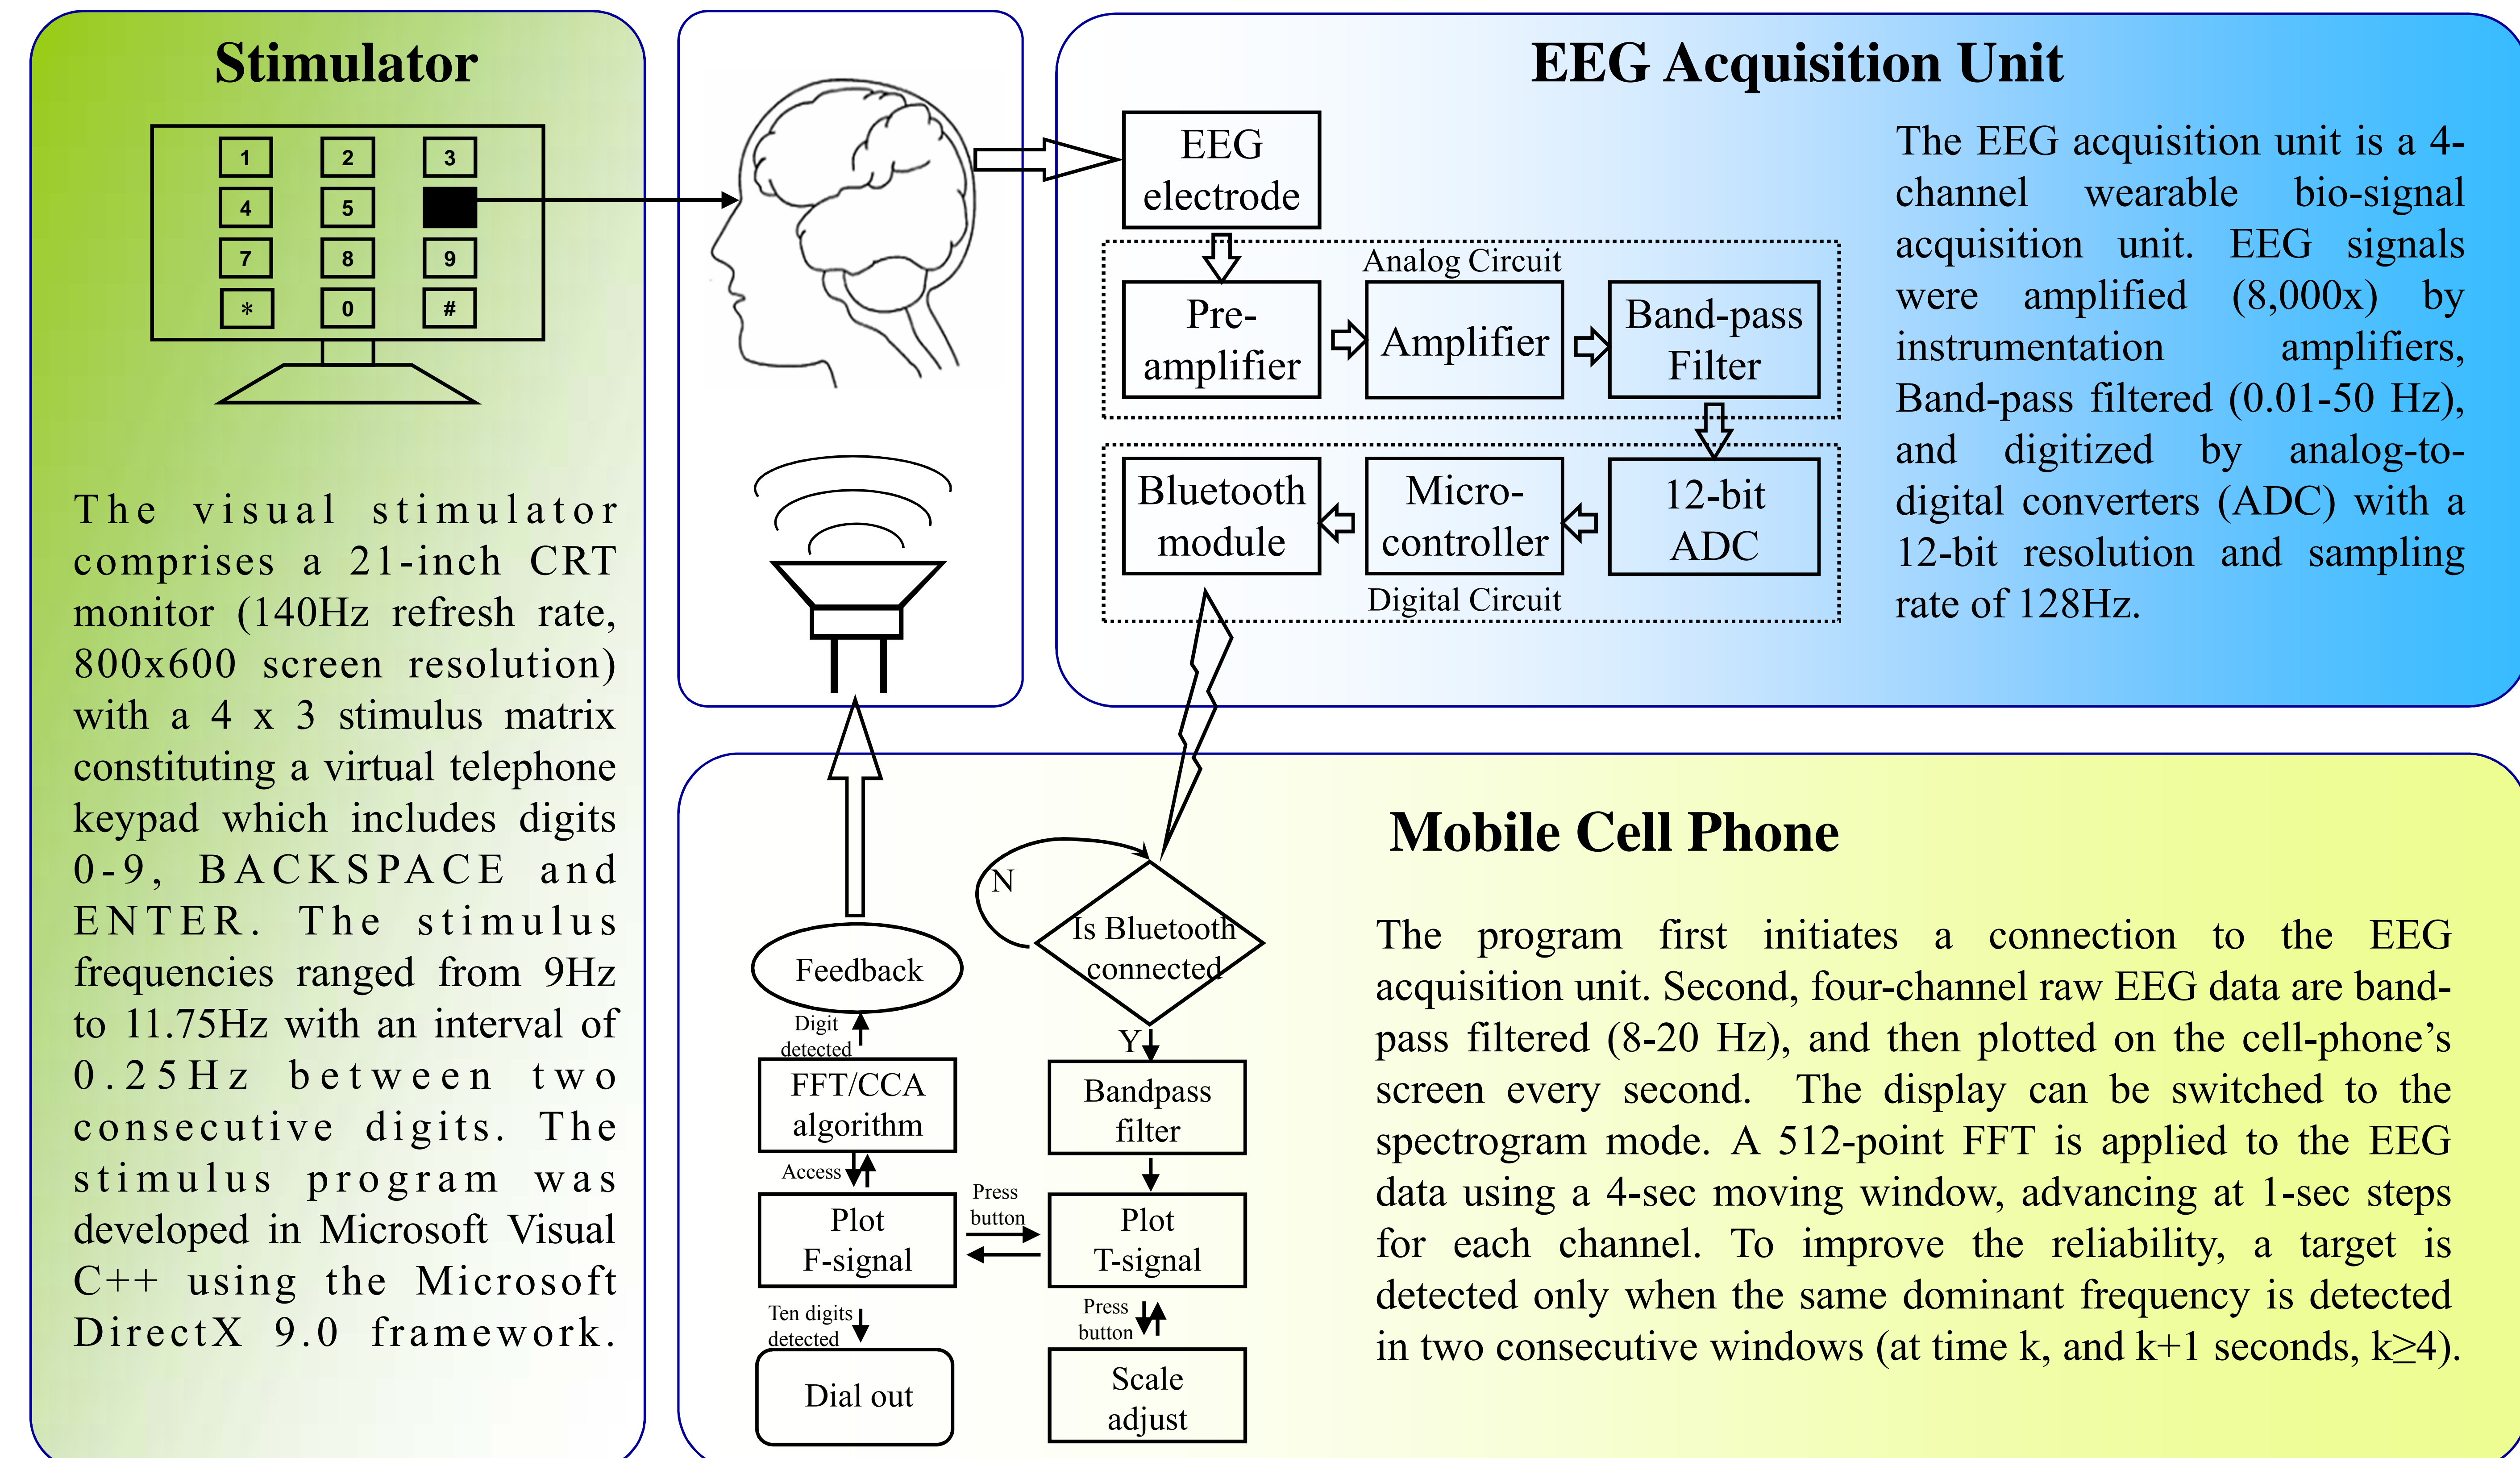 Stimulator
1 2 3
4 5
7 8 9
* 0 #
The visual stimulator
comprises a 21-inch CRT
monitor (140Hz refresh rate,
800x600 screen resolution)
with a 4 x 3 stimulus matrix
constituting a virtual telephone
keypad which includes digits
0-9, BACKSPACE and
ENTER. The stimulus
frequencies ranged from 9Hz
to 11.75Hz with an interval of
0.25Hz between two
consecutive digits. The
stimulus program was
developed in Microsoft Visual
C++ using the Microsoft
DirectX 9.0 framework.
EEG Acquisition Unit
EEG
electrode
Analog Circuit
Pre-
amplifier
Amplifier
Band-pass
Filter
12-bit
ADC
Micro-
controller
Bluetooth
module
Digital Circuit
The EEG acquisition unit is a 4-
channel wearable bio-signal
acquisition unit. EEG signals
were amplified (8,000x) by
instrumentation amplifiers,
Band-pass filtered (0.01-50 Hz),
and digitized by analog-to-
digital converters (ADC) with a
12-bit resolution and sampling
rate of 128Hz.
Mobile Cell Phone
N
Is Bluetooth
connected
Y
Bandpass
filter
Plot
T-signal
Press
button
Scale
adjust
Press
button
Plot
F-signal
Access
FFT/CCA
algorithm
Digit
detected
Feedback
Ten digits
detected
Dial out
The program first initiates a connection to the EEG
acquisition unit. Second, four-channel raw EEG data are band-
pass filtered (8-20 Hz), and then plotted on the cell-phone’s
screen every second. The display can be switched to the
spectrogram mode. A 512-point FFT is applied to the EEG
data using a 4-sec moving window, advancing at 1-sec steps
for each channel. To improve the reliability, a target is
detected only when the same dominant frequency is detected
in two consecutive windows (at time k, and k+1 seconds, k≥4).